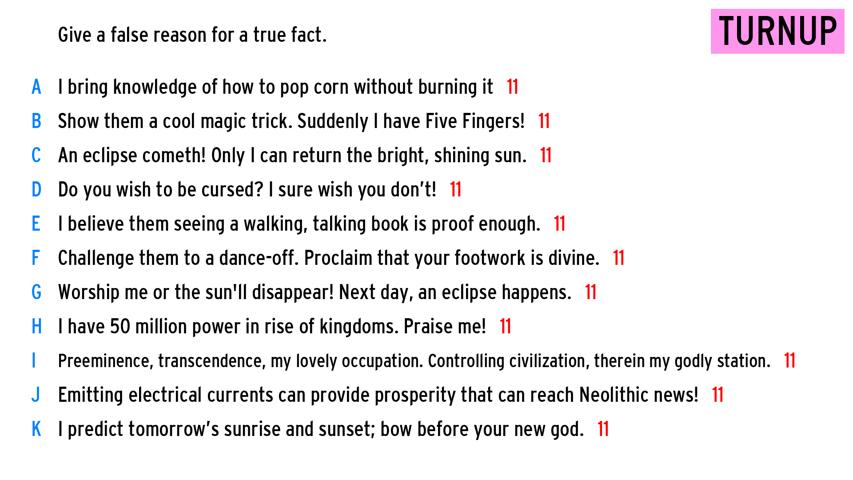 TURNUP
Give a false reason for a true fact.
A I bring knowledge of how to pop corn without burning it 11
B Show them a cool magic trick. Suddenly I have Five Fingers! 11
C An eclipse cometh! Only I can return the bright, shining sun. 11
D Do you wish to be cursed? I sure wish you don't! 11
E I believe them seeing a walking, talking book is proof enough. 11
F Challenge them to a dance-off. Proclaim that your footwork is divine. 11
G Worship me or the sun'll disappear! Next day, an eclipse happens. 11
H I have 50 million power in rise of kingdoms. Praise me! 11
I Preeminence, transcendence, my lovely occupation. Controlling civilization, therein my godly station. 11
J Emitting electrical currents can provide prosperity that can reach Neolithic news! 11
K I predict tomorrow's sunrise and sunset; bow before your new god. 11